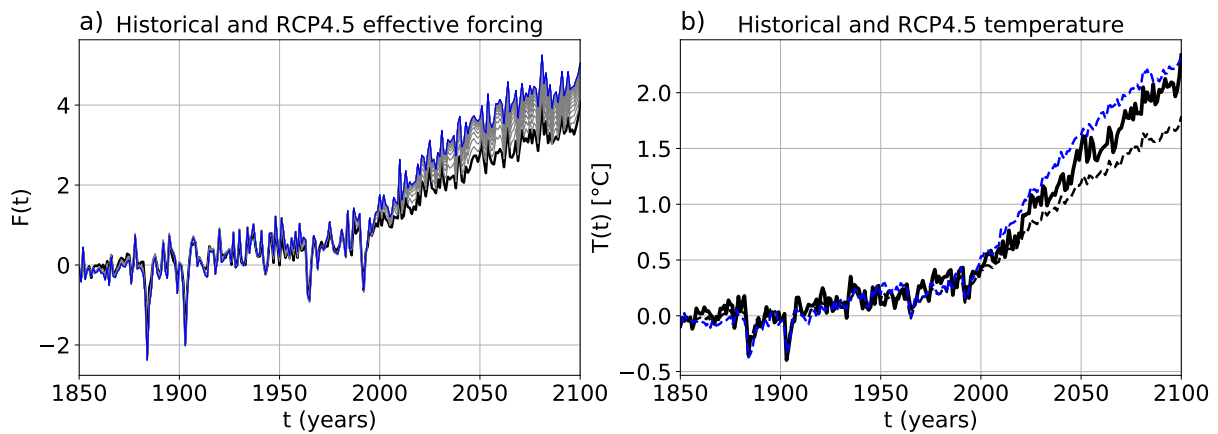 a) Historical and RCP4.5 effective forcing
F(t)
4
2
0
−2
1850 1900 1950 2000 2050 2100
t (years)
b) Historical and RCP4.5 temperature
T(t) [°C]
2.0
1.5
1.0
0.5
0.0
−0.5
1850 1900 1950 2000 2050 2100
t (years)